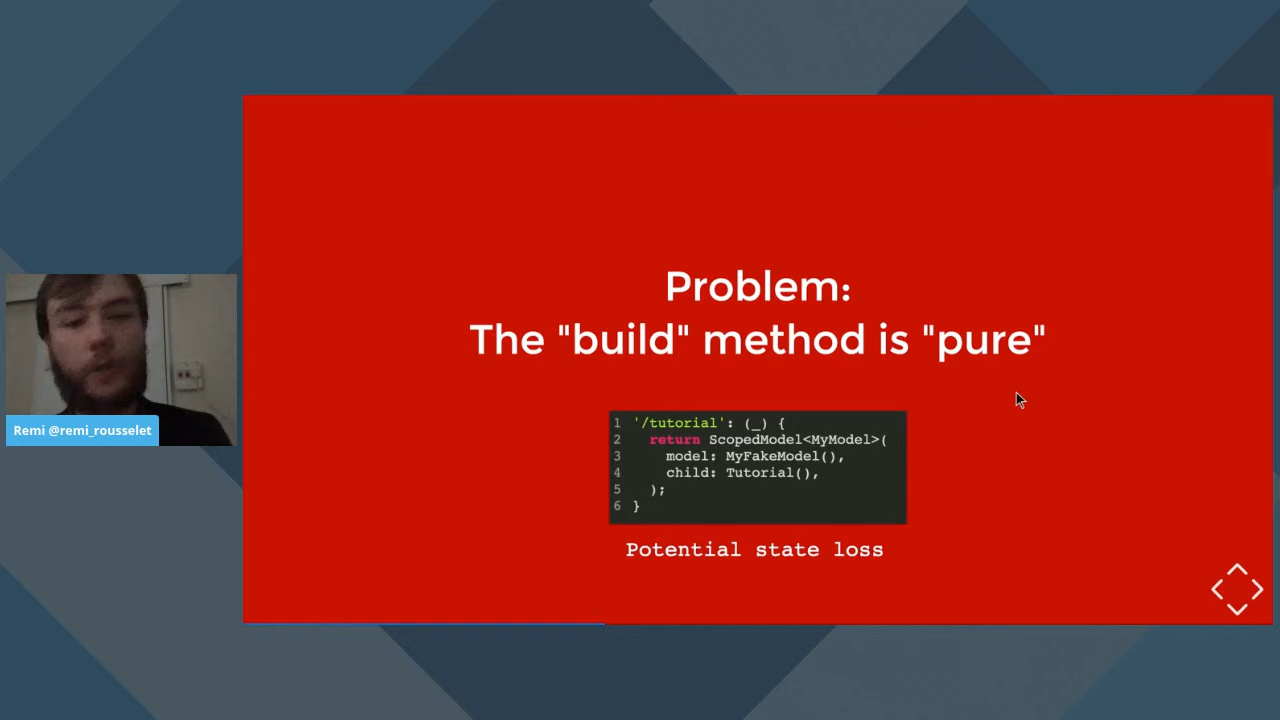 Problem:
The "build" method is "pure"
1 '/tutorial': (_) {
2 return ScopedModel<MyModel>(
3 model: MyFakeModel(),
4 child: Tutorial(),
5 );
6 }
Potential state loss
Remi @remi_rousselet